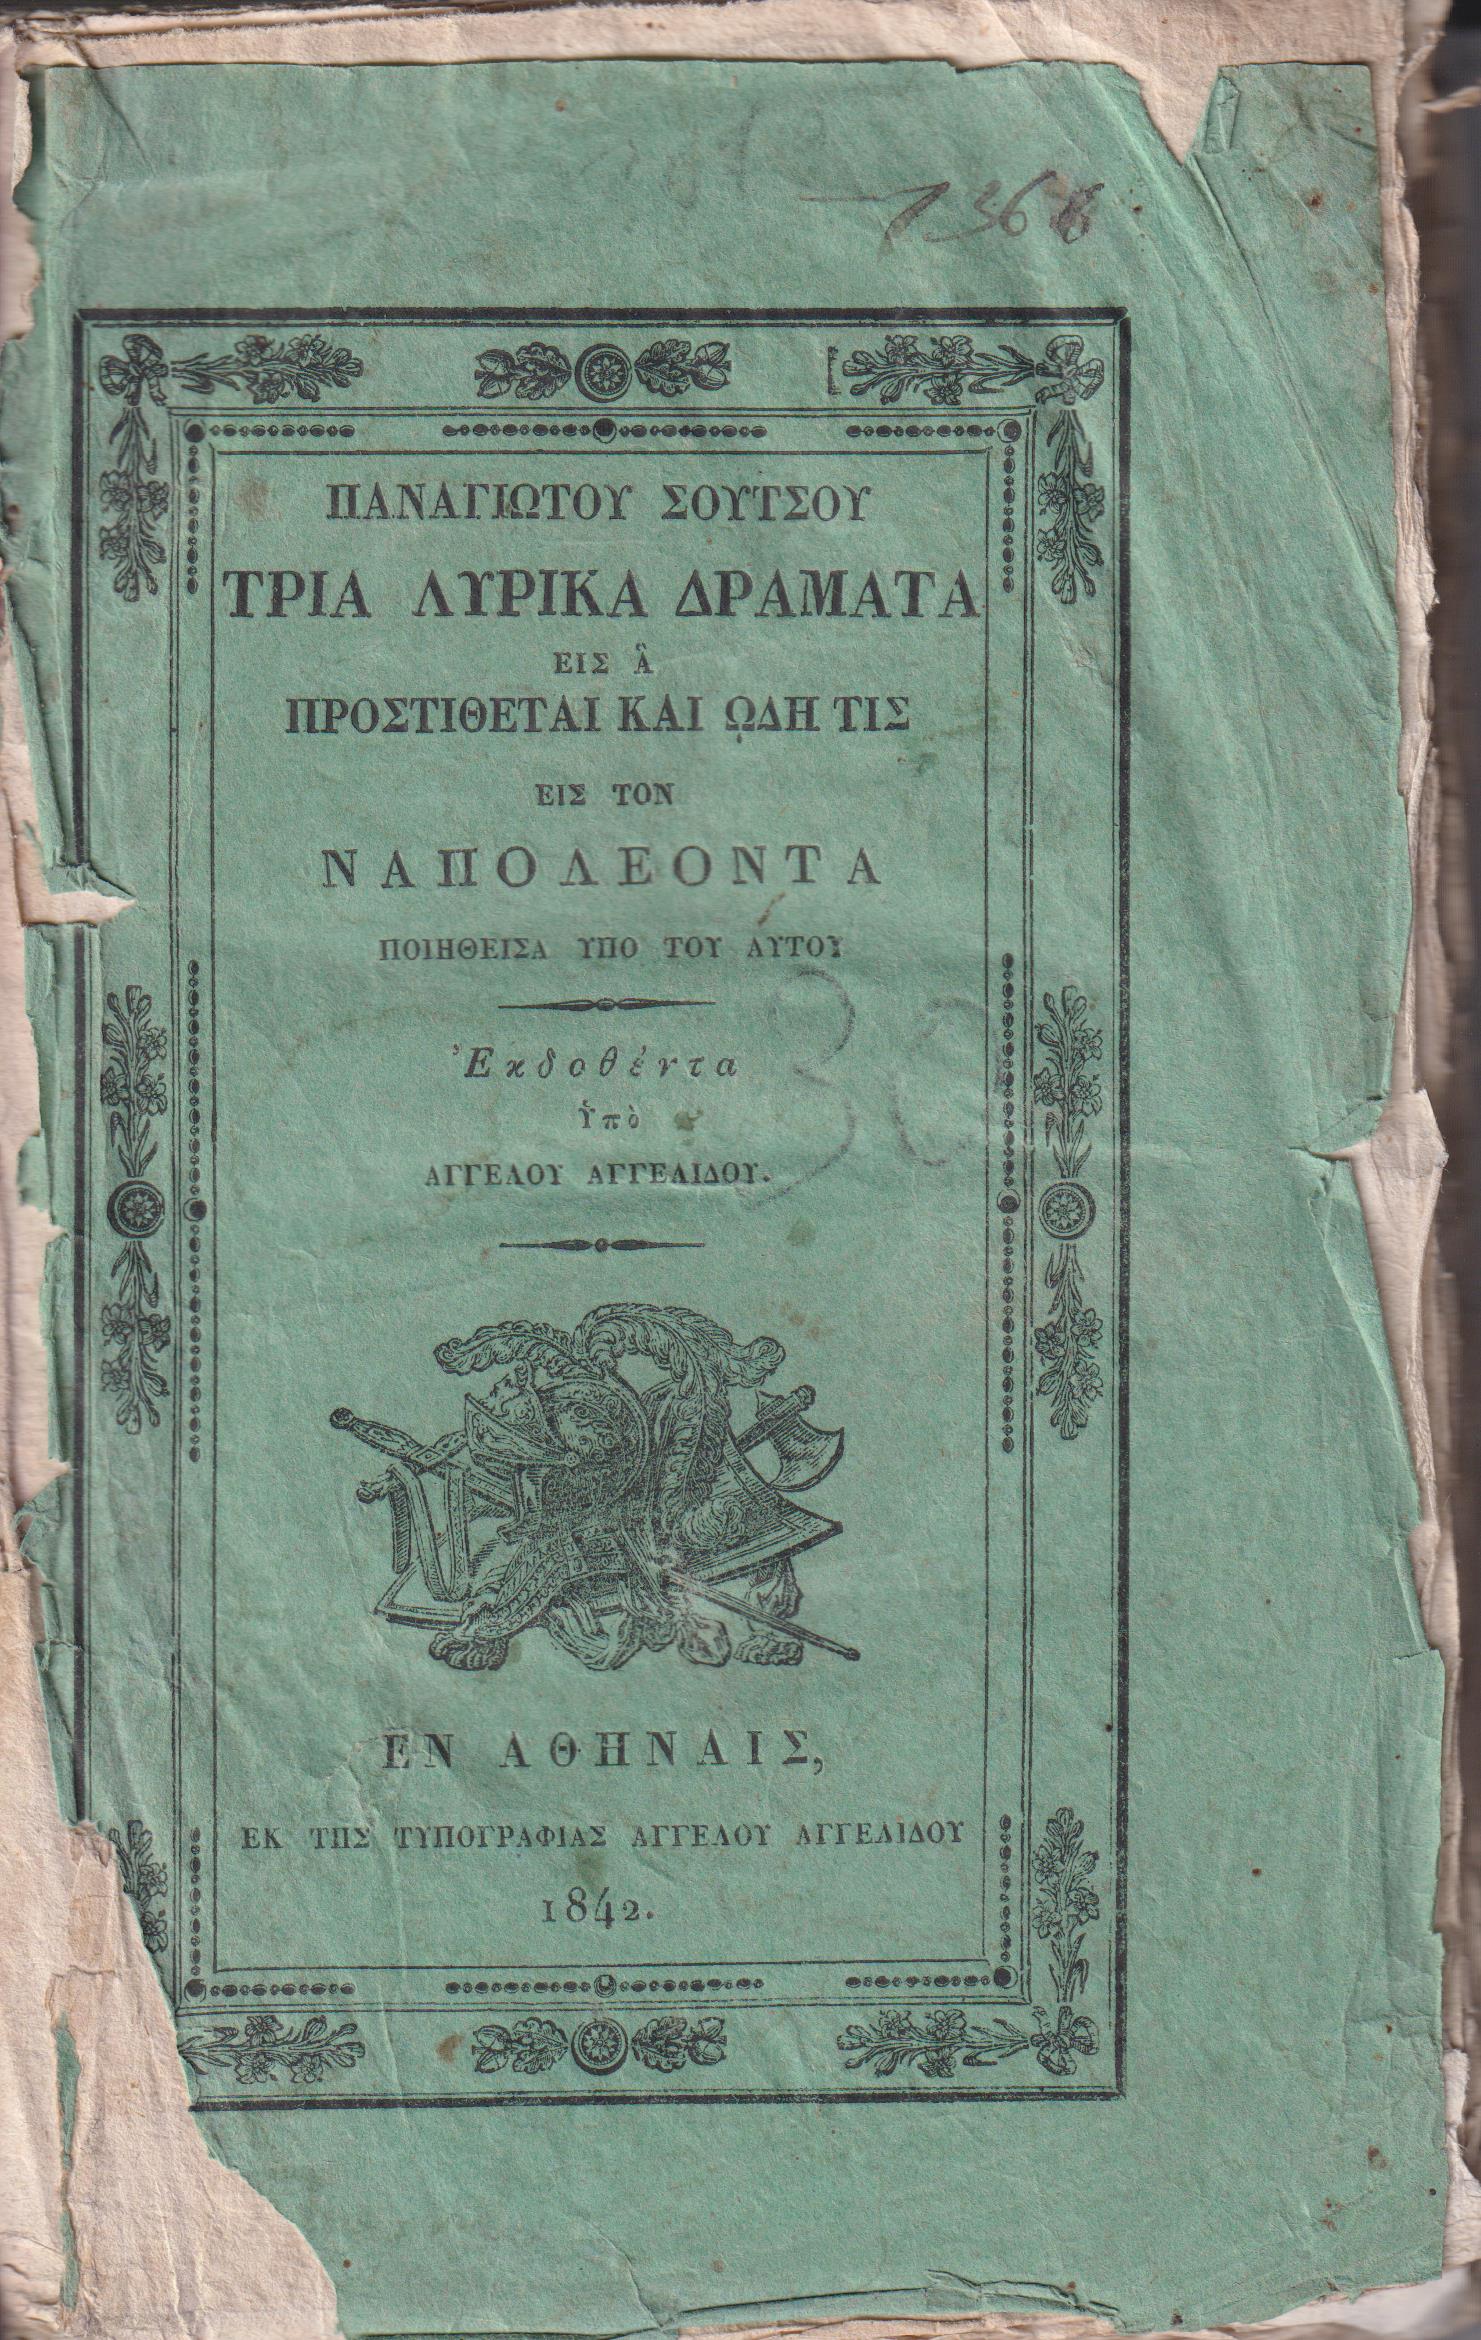 ΠΑΝΑΓΙΩΤΟΥ ΣΟΥΤΣΟΥ
ΤΡΙΑ ΛΥΡΙΚΑ ΔΡΑΜΑΤΑ
ΕΙΣ Ἃ
ΠΡΟΣΤΙΘΕΤΑΙ ΚΑΙ ΩΔΗ ΤΙΣ
ΕΙΣ ΤΟΝ
ΝΑΠΟΛΕΟΝΤΑ
ΠΟΙΗΘΕΙΣΑ ΥΠΟ ΤΟΥ ΑΥΤΟΥ
Ἐκδοθέντα
ὑπὸ
ΑΓΓΕΛΟΥ ΑΓΓΕΛΙΔΟΥ.
ΕΝ ΑΘΗΝΑΙΣ,
ΕΚ ΤΗΣ ΤΥΠΟΓΡΑΦΙΑΣ ΑΓΓΕΛΟΥ ΑΓΓΕΛΙΔΟΥ
1842.